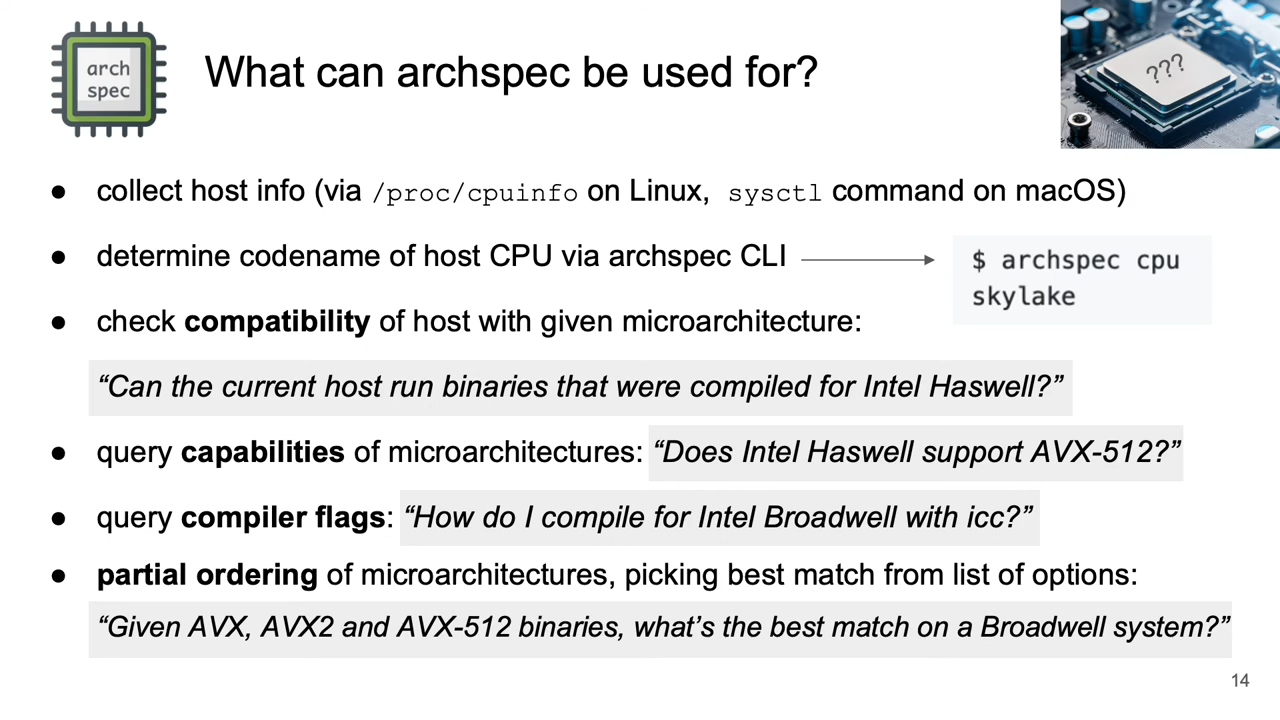 arch
spec
What can archspec be used for?
???
● collect host info (via /proc/cpuinfo on Linux, sysctl command on macOS)
● determine codename of host CPU via archspec CLI
$ archspec cpu
skylake
● check compatibility of host with given microarchitecture:
“Can the current host run binaries that were compiled for Intel Haswell?”
● query capabilities of microarchitectures: “Does Intel Haswell support AVX-512?”
● query compiler flags: “How do I compile for Intel Broadwell with icc?”
● partial ordering of microarchitectures, picking best match from list of options:
“Given AVX, AVX2 and AVX-512 binaries, what’s the best match on a Broadwell system?”
14